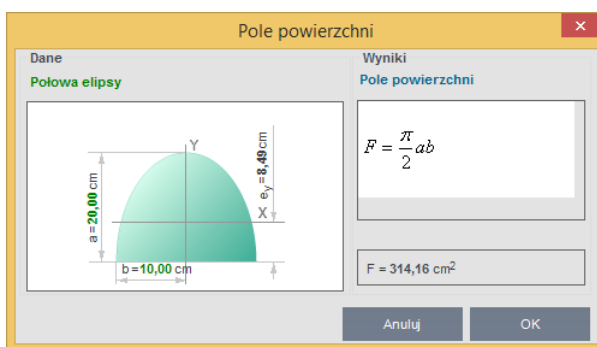 Pole powierzchni
Dane
Połowa elipsy
Y
X
a = 20,00 cm
b = 10,00 cm
e_y = 8,49 cm
Wyniki
Pole powierzchni
F = π/2 ab
F = 314,16 cm²
Anuluj
OK